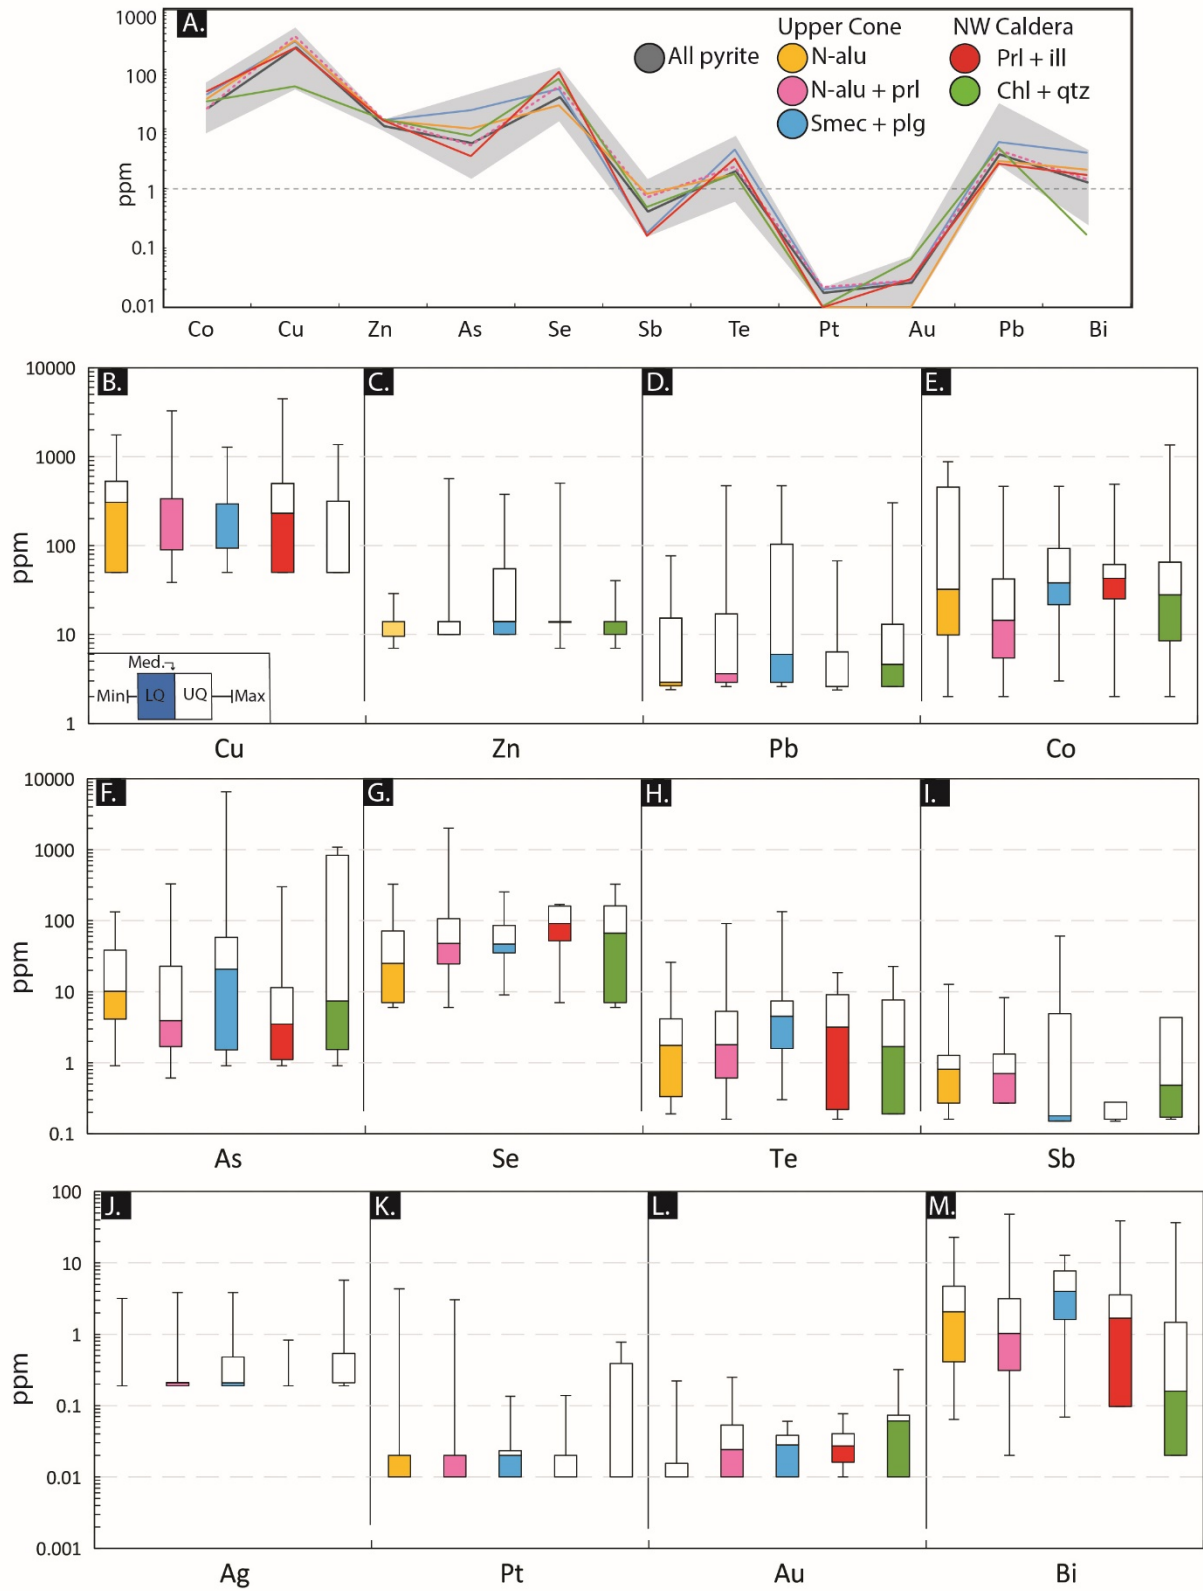 A.
1000
100
10
1
0.1
0.01
ppm
All pyrite
Upper Cone
N-alu
N-alu + prl
Smec + plg
NW Caldera
Prl + ill
Chl + qtz
Co Cu Zn As Se Sb Te Pt Au Pb Bi
B. C. D. E.
10000
1000
100
10
1
ppm
Med.
Min LQ UQ Max
Cu Zn Pb Co
F. G. H. I.
10000
1000
100
10
1
0.1
ppm
As Se Te Sb
J. K. L. M.
100
10
1
0.1
0.01
0.001
ppm
Ag Pt Au Bi